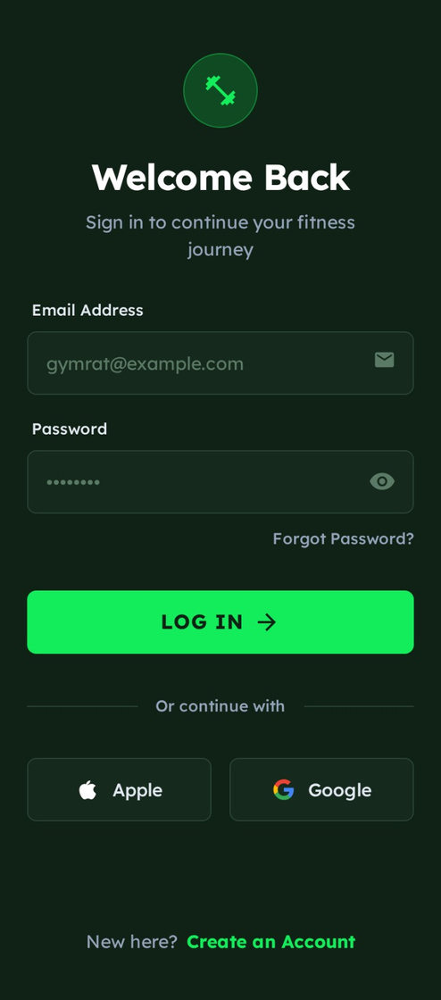 Welcome Back
Sign in to continue your fitness
journey
Email Address
gymrat@example.com
Password
••••••••
Forgot Password?
LOG IN →
Or continue with
Apple
Google
New here? Create an Account